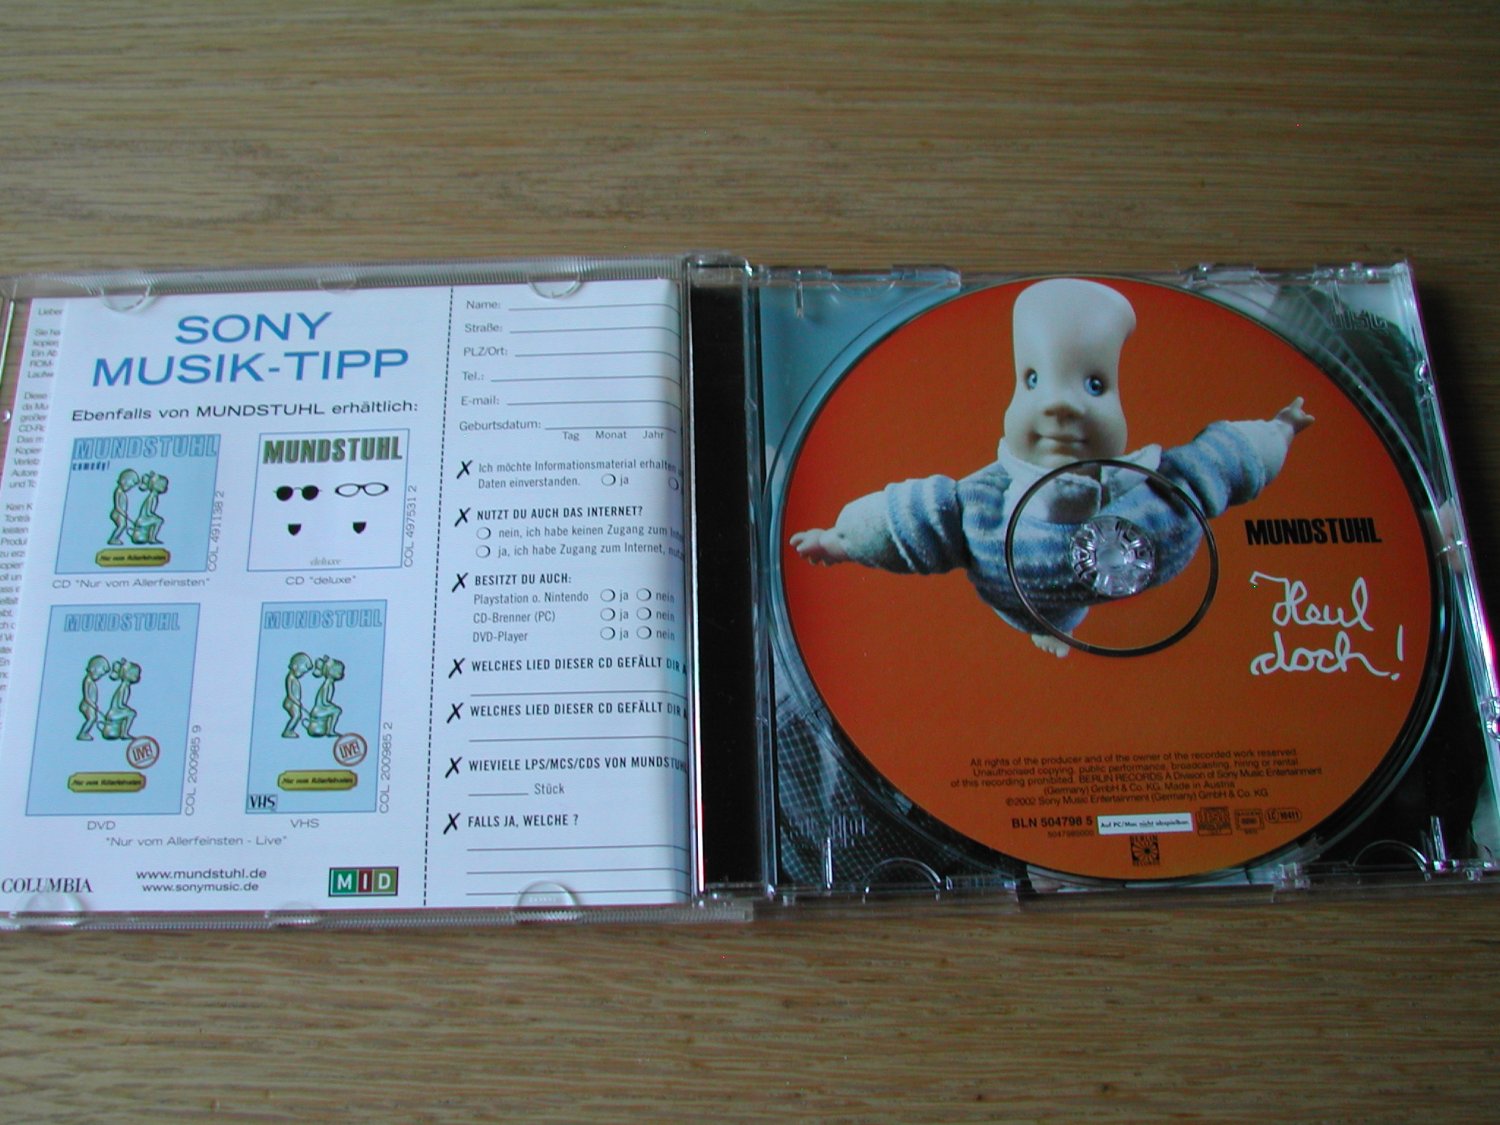 SONY
MUSIK-TIPP
Ebenfalls von MUNDSTUHL erhältlich:
MUNDSTUHL
comedy!
Nur vom Allerfeinsten
COL 491138 2
CD "Nur vom Allerfeinsten"
MUNDSTUHL
deluxe
COL 497531 2
CD "deluxe"
MUNDSTUHL
LIVE!
Nur vom Allerfeinsten
COL 200985 9
DVD
MUNDSTUHL
LIVE!
Nur vom Allerfeinsten
VHS
COL 200985 2
VHS
"Nur vom Allerfeinsten - Live"
COLUMBIA
www.mundstuhl.de
www.sonymusic.de
MID
Name:
Straße:
PLZ/Ort:
Tel.:
E-mail:
Geburtsdatum:
Tag Monat Jahr
✗ Ich möchte Informationsmaterial erhalten
Daten einverstanden. ja
✗ NUTZT DU AUCH DAS INTERNET?
nein, ich habe keinen Zugang zum
ja, ich habe Zugang zum Internet,
✗ BESITZT DU AUCH:
Playstation o. Nintendo ja nein
CD-Brenner (PC) ja nein
DVD-Player ja nein
✗ WELCHES LIED DIESER CD GEFÄLLT DIR
✗ WELCHES LIED DIESER CD GEFÄLLT DIR
✗ WIEVIELE LPS/MCS/CDS VON MUNDSTUHL
Stück
✗ FALLS JA, WELCHE ?
MUNDSTUHL
Heul
doch!
All rights of the producer and of the owner of the recorded work reserved.
Unauthorised copying, public performance, broadcasting, hiring or rental
of this recording prohibited. BERLIN RECORDS A Division of Sony Music Entertainment
(Germany) GmbH & Co. KG. Made in Austria
©2002 Sony Music Entertainment (Germany) GmbH & Co. KG
BLN 504798 5
Auf PC/Mac nicht abspielbar.
LC 10411
5047985000